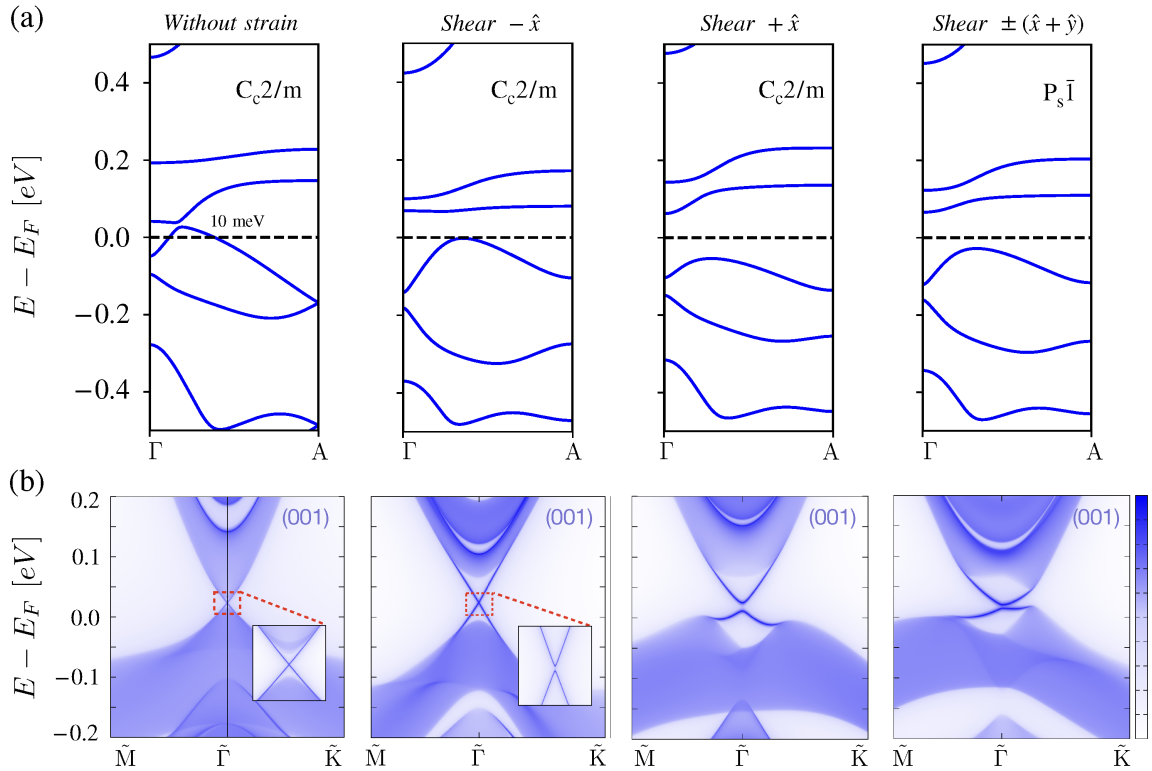 (a)
Without strain
Shear − x̂
Shear + x̂
Shear ± (x̂ + ŷ)
E − E_F [eV]
0.4
0.2
0.0
−0.2
−0.4
C_c2/m
10 meV
C_c2/m
C_c2/m
P_s1̄
Γ A
Γ A
Γ A
Γ A
(b)
E − E_F [eV]
0.2
0.1
0.0
−0.1
−0.2
(001)
(001)
(001)
(001)
M̃ Γ̃ K̃
M̃ Γ̃ K̃
M̃ Γ̃ K̃
M̃ Γ̃ K̃